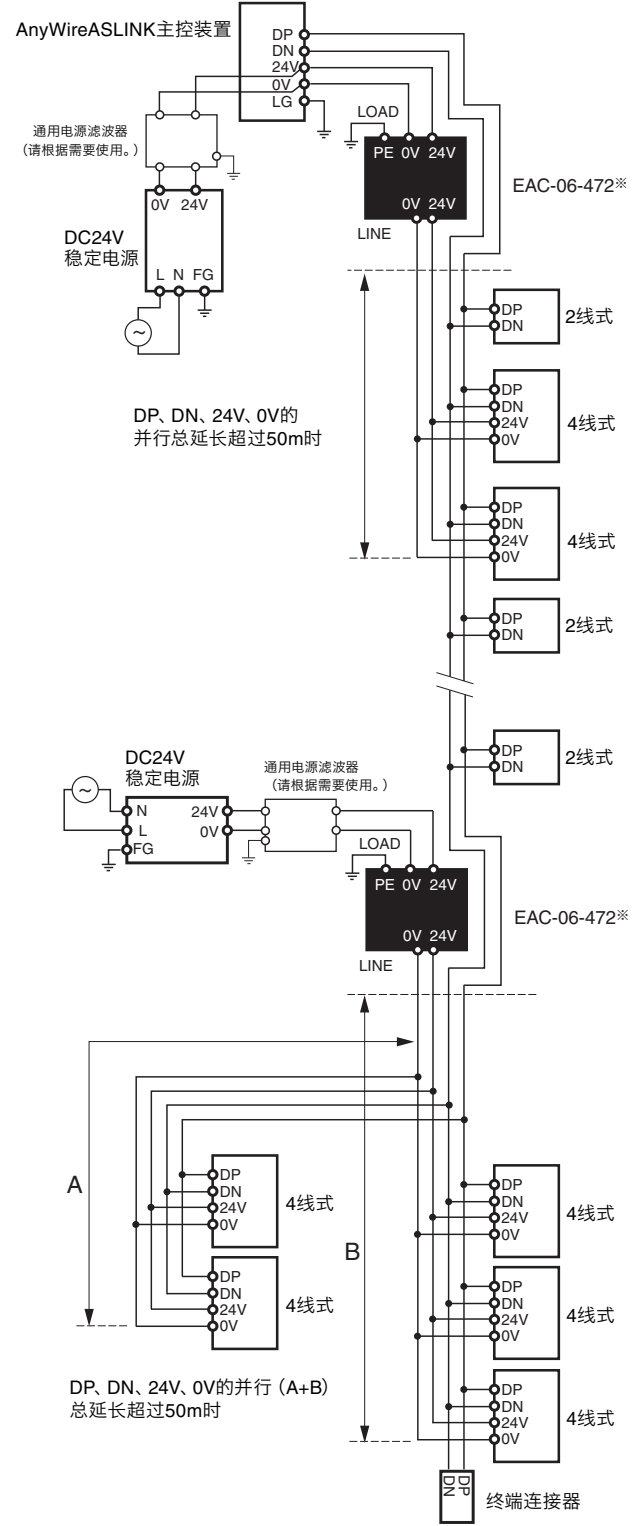 AnyWireASLINK主控装置
DP
DN
24V
0V
LG
通用电源滤波器
（请根据需要使用。）
0V 24V
DC24V
稳定电源
L N FG
LOAD
PE 0V 24V
EAC-06-472※
0V 24V
LINE
DP
DN
2线式
DP、DN、24V、0V的
并行总延长超过50m时
DP
DN
24V
0V
4线式
DP
DN
24V
0V
4线式
DP
DN
2线式
DP
DN
2线式
DC24V
稳定电源
通用电源滤波器
（请根据需要使用。）
N
L
FG
24V
0V
LOAD
PE 0V 24V
EAC-06-472※
0V 24V
LINE
A
DP
DN
24V
0V
4线式
DP
DN
24V
0V
4线式
B
DP
DN
24V
0V
4线式
DP
DN
24V
0V
4线式
DP、DN、24V、0V的并行（A+B）
总延长超过50m时
DP
DN
24V
0V
4线式
DP
DN
终端连接器